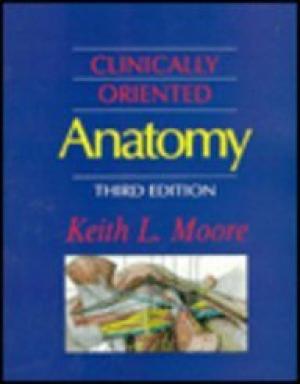 CLINICALLY
ORIENTED
Anatomy
THIRD EDITION
Keith L. Moore